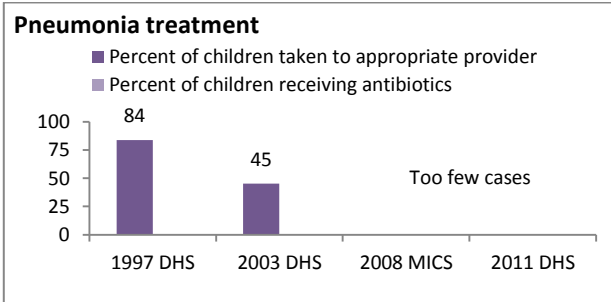 Pneumonia treatment
Percent of children taken to appropriate provider
Percent of children receiving antibiotics
84
100
75
45
50
Too few cases
25
0
1997 DHS 2003 DHS 2008 MICS 2011 DHS